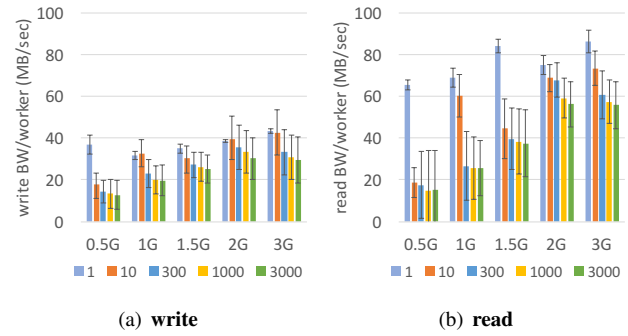 write BW/worker (MB/sec)
100
80
60
40
20
0
0.5G 1G 1.5G 2G 3G
1 10 300 1000 3000
(a) write
read BW/worker (MB/sec)
100
80
60
40
20
0
0.5G 1G 1.5G 2G 3G
1 10 300 1000 3000
(b) read